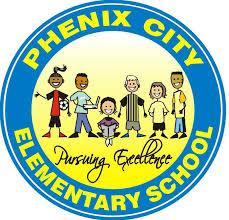 PHENIX CITY
Pursuing Excellence
ELEMENTARY SCHOOL